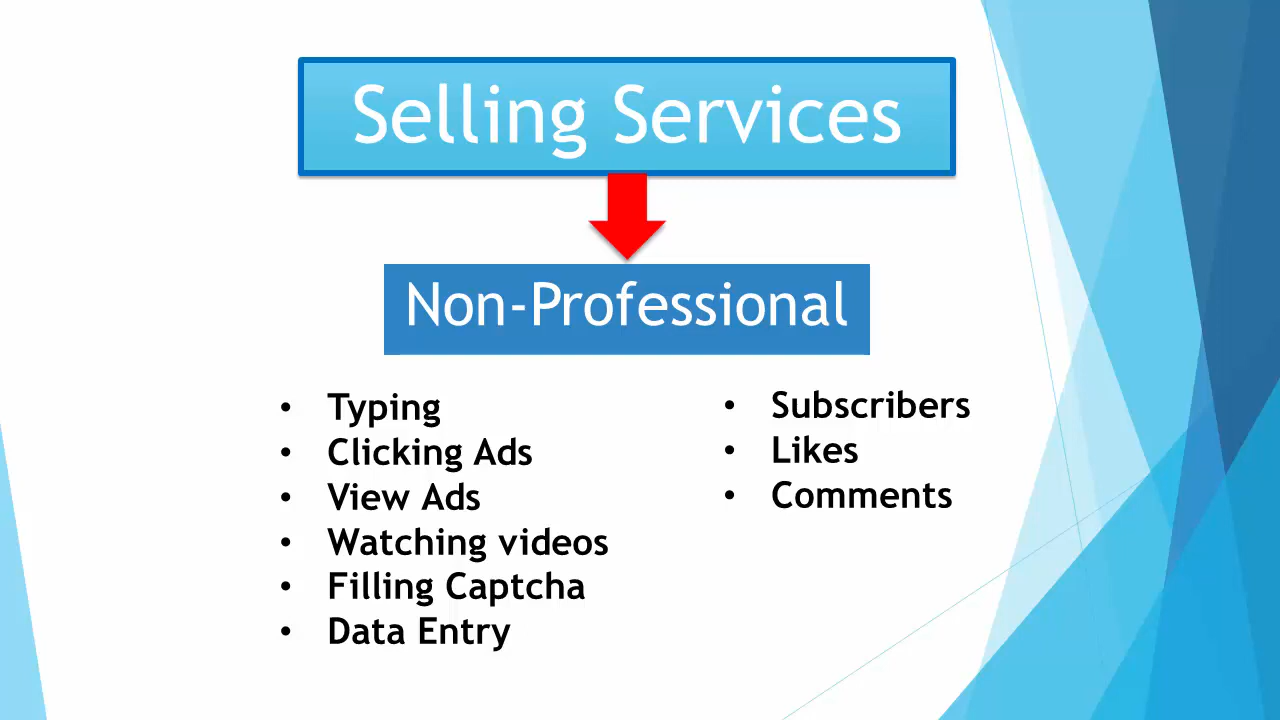 Selling Services
Non-Professional
• Typing
• Clicking Ads
• View Ads
• Watching videos
• Filling Captcha
• Data Entry
• Subscribers
• Likes
• Comments